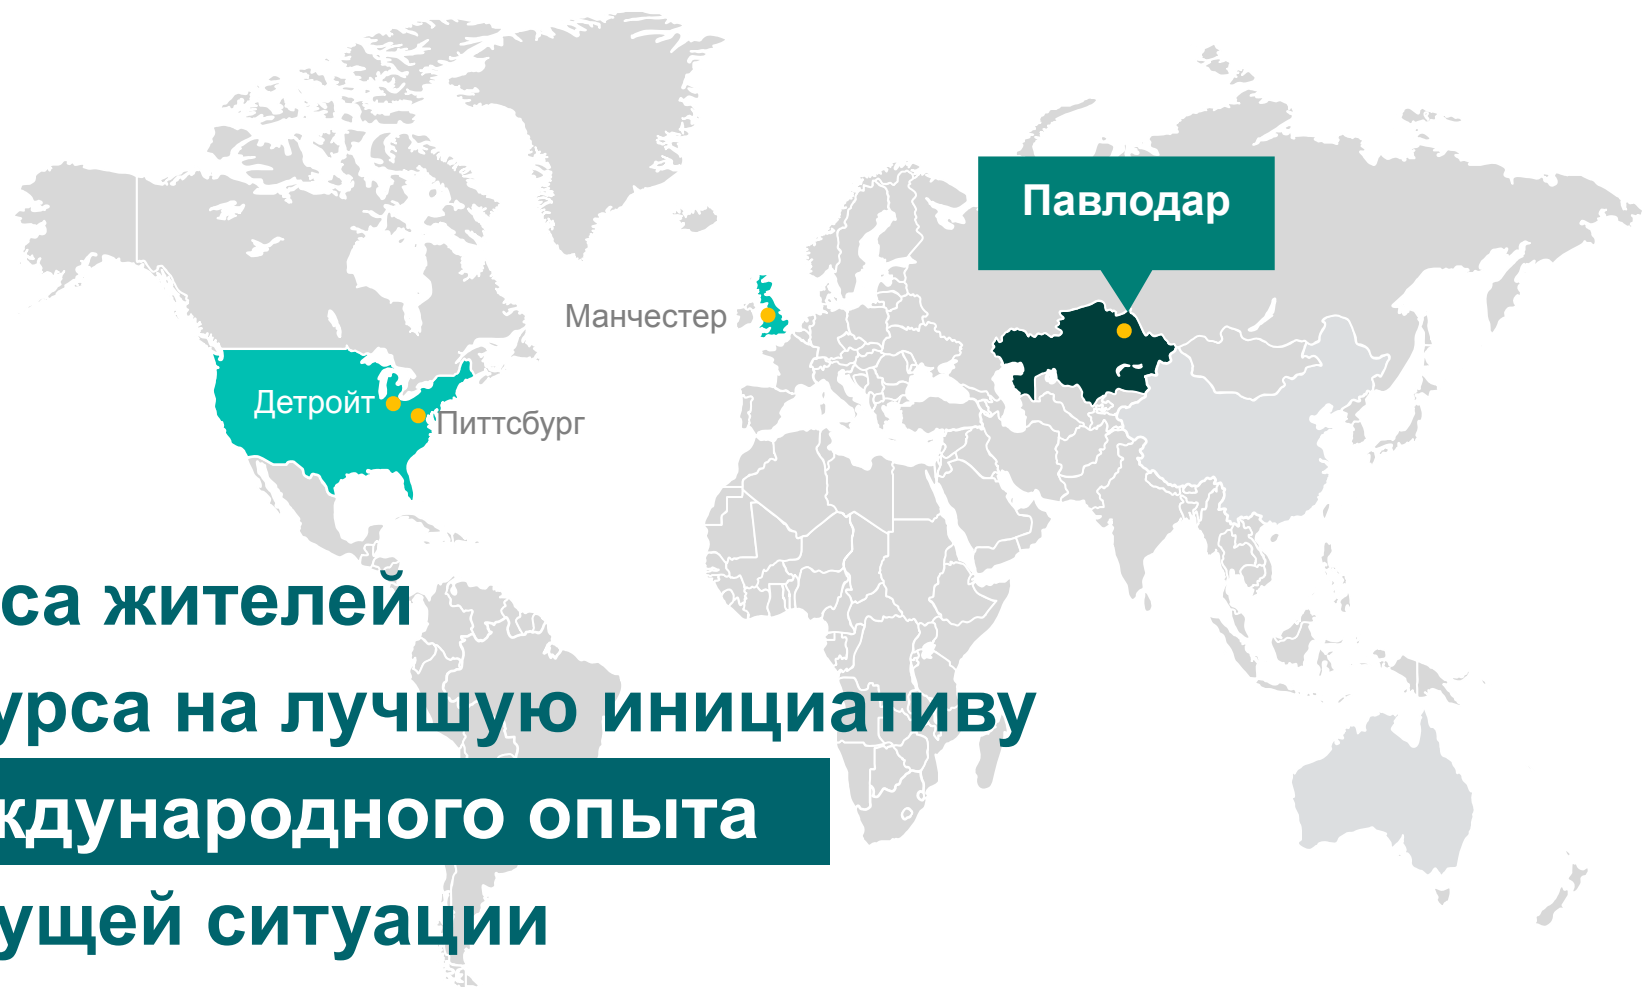 Павлодар
Манчестер
Детройт
Питтсбург
са жителей
урса на лучшую инициативу
ждународного опыта
ущей ситуации